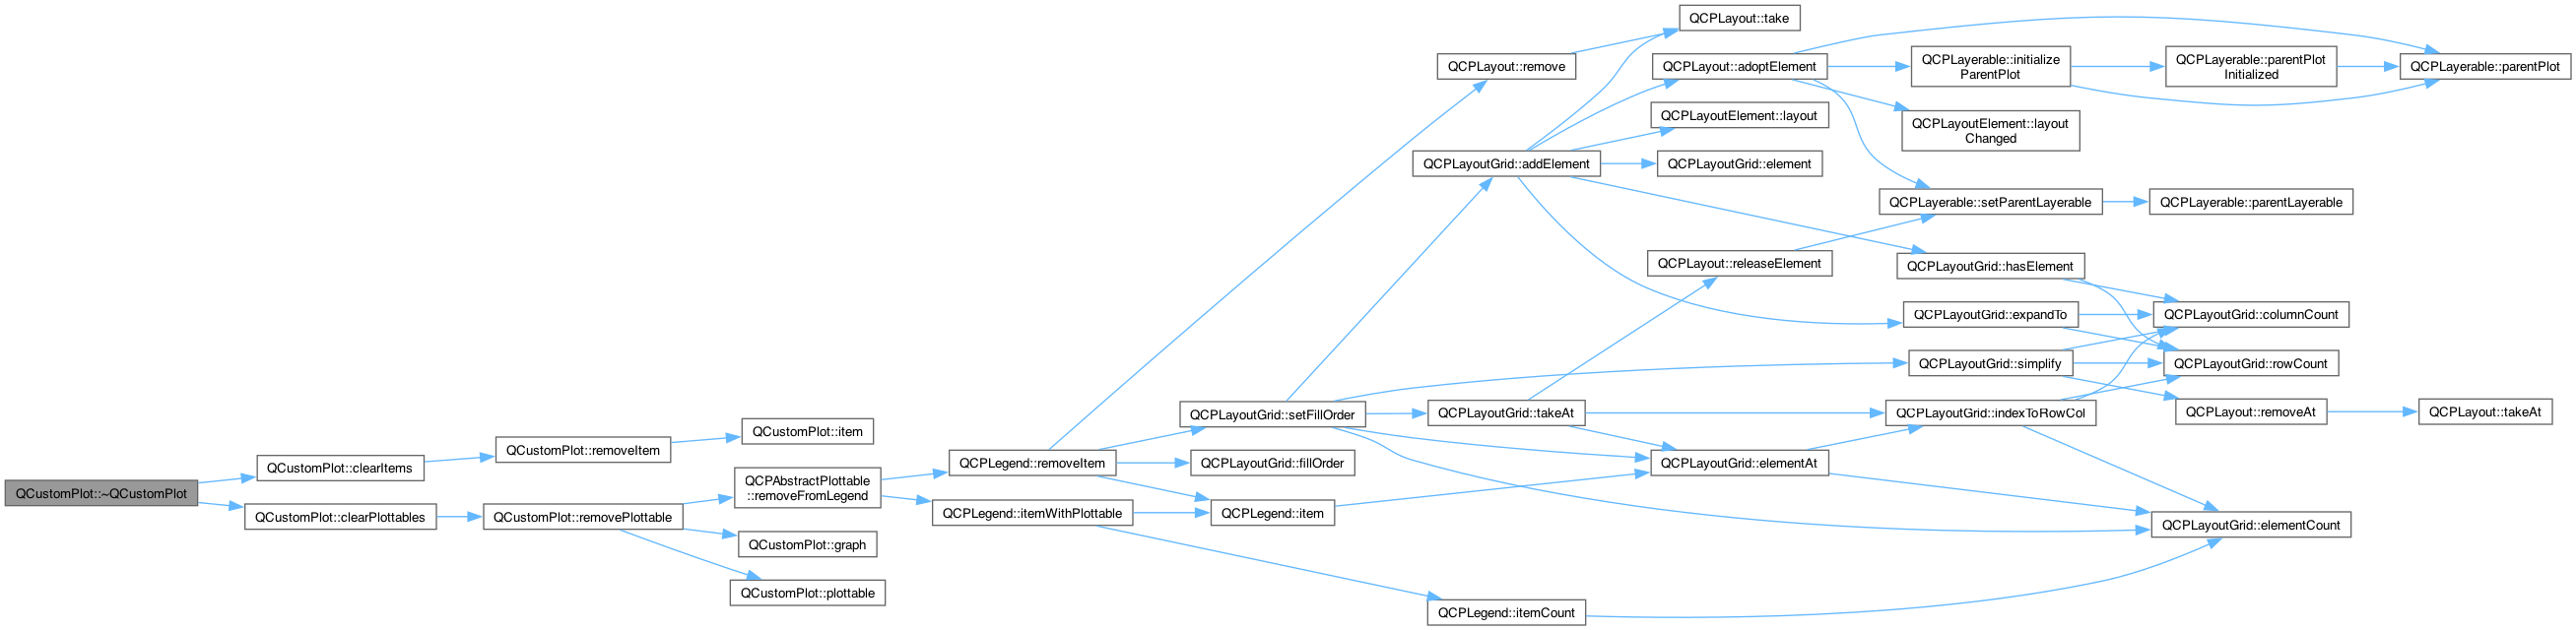 QCustomPlot::~QCustomPlot
QCustomPlot::clearItems
QCustomPlot::clearPlottables
QCustomPlot::removeItem
QCustomPlot::removePlottable
QCustomPlot::item
QCPAbstractPlottable
::removeFromLegend
QCustomPlot::graph
QCustomPlot::plottable
QCPLegend::removeItem
QCPLegend::itemWithPlottable
QCPLayoutGrid::setFillOrder
QCPLayoutGrid::fillOrder
QCPLegend::item
QCPLayout::remove
QCPLayoutGrid::addElement
QCPLayoutGrid::takeAt
QCPLegend::itemCount
QCPLayout::take
QCPLayout::adoptElement
QCPLayoutElement::layout
QCPLayoutGrid::element
QCPLayout::releaseElement
QCPLayoutGrid::elementAt
QCPLayerable::initialize
ParentPlot
QCPLayoutElement::layout
Changed
QCPLayerable::setParentLayerable
QCPLayoutGrid::hasElement
QCPLayoutGrid::expandTo
QCPLayoutGrid::simplify
QCPLayoutGrid::indexToRowCol
QCPLayerable::parentPlot
Initialized
QCPLayerable::parentLayerable
QCPLayoutGrid::columnCount
QCPLayoutGrid::rowCount
QCPLayout::removeAt
QCPLayoutGrid::elementCount
QCPLayerable::parentPlot
QCPLayout::takeAt